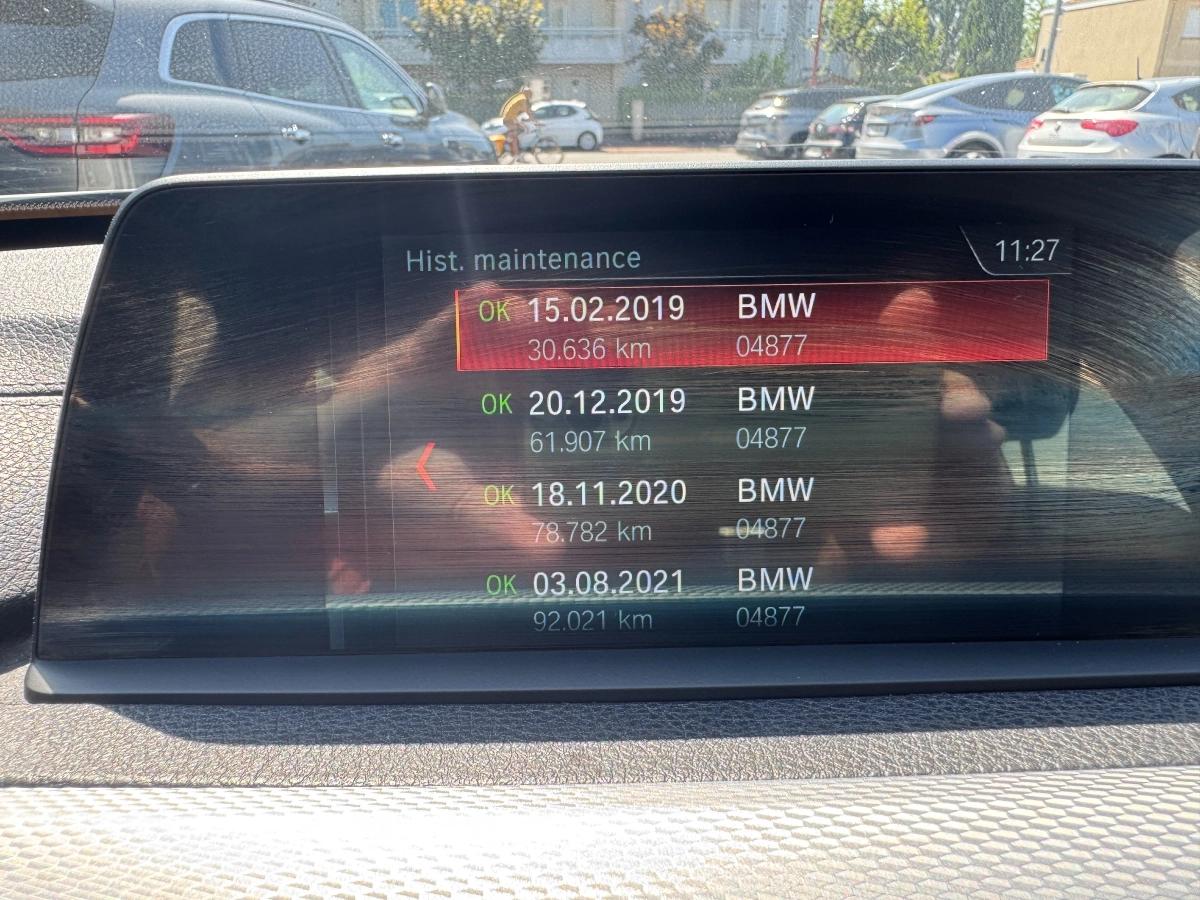 Hist. maintenance
11:27
OK 15.02.2019 BMW
30.636 km 04877
OK 20.12.2019 BMW
61.907 km 04877
OK 18.11.2020 BMW
78.782 km 04877
OK 03.08.2021 BMW
92.021 km 04877